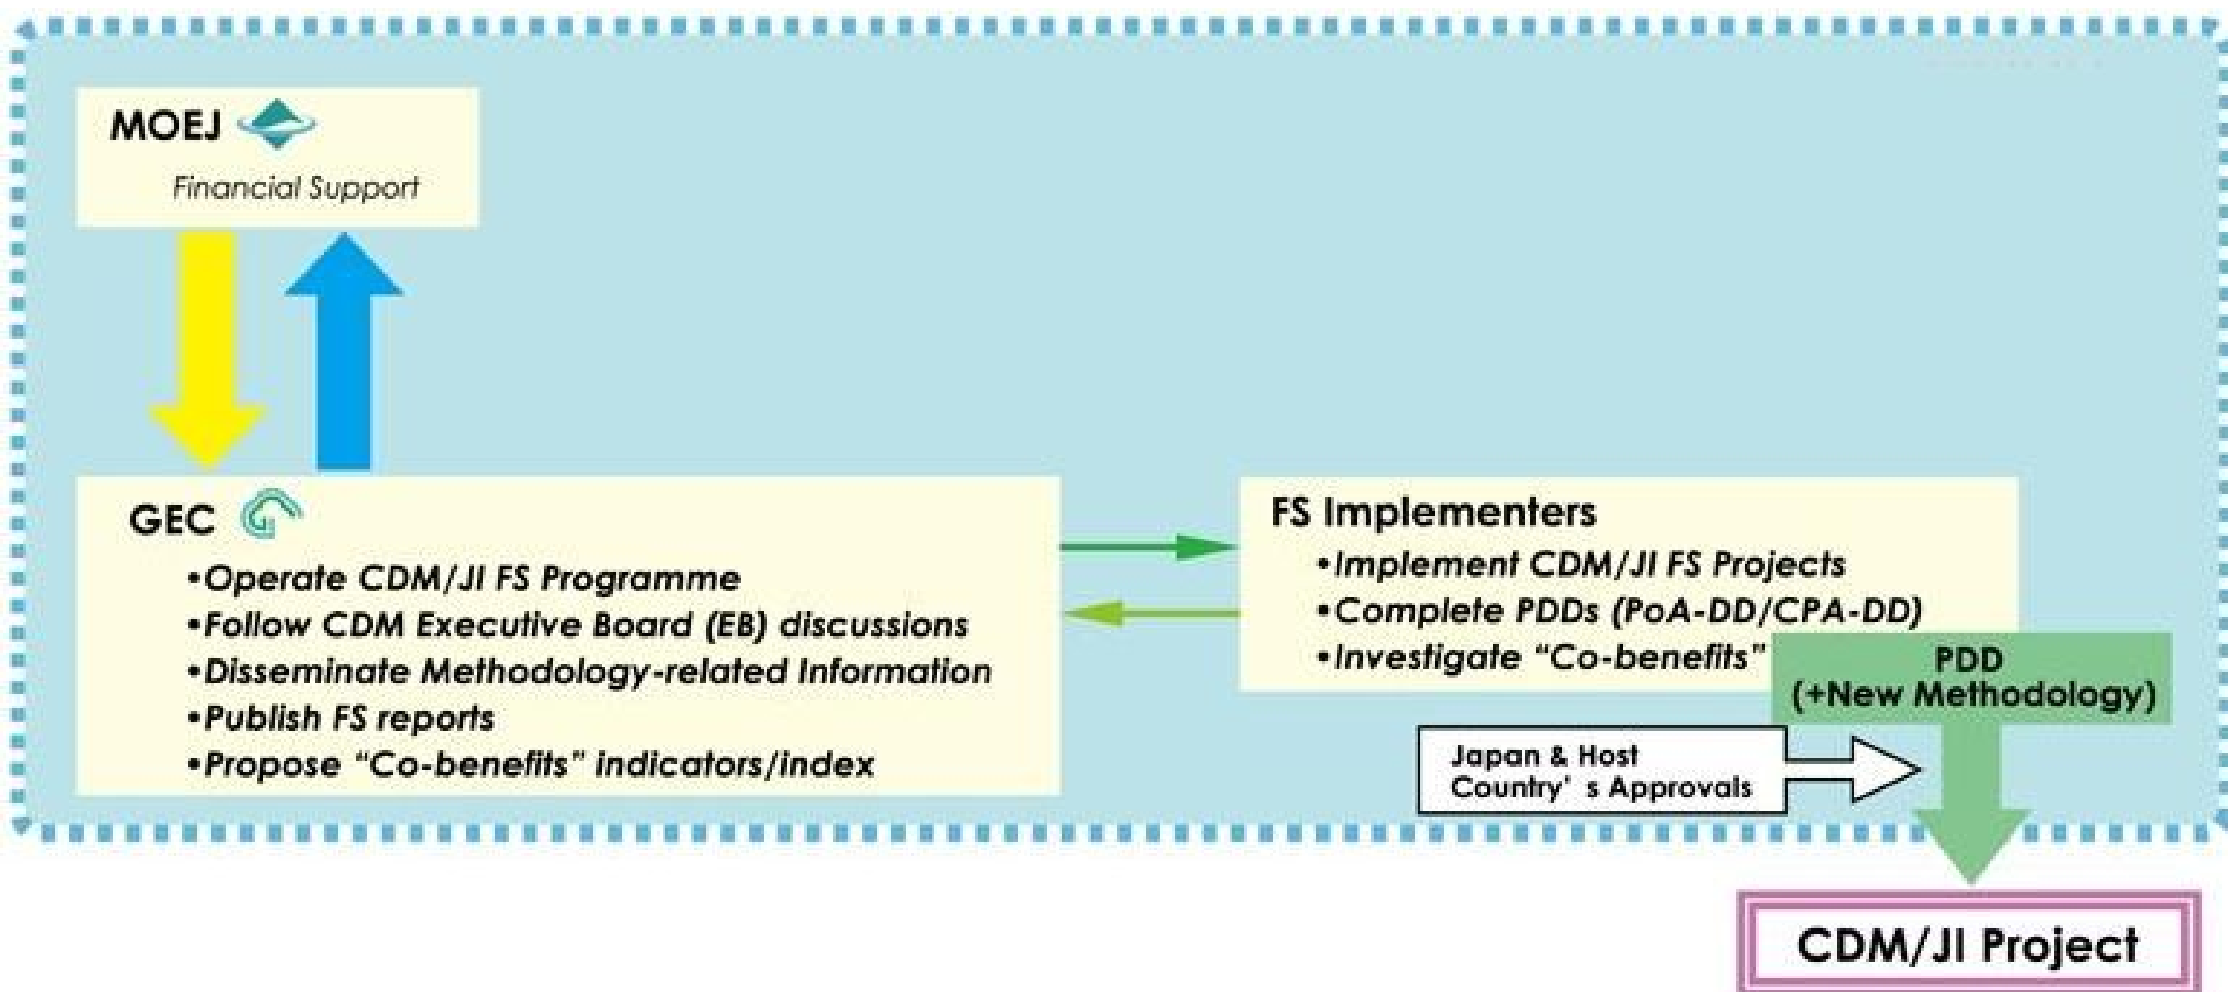 MOEJ
Financial Support
GEC
•Operate CDM/JI FS Programme
•Follow CDM Executive Board (EB) discussions
•Disseminate Methodology-related Information
•Publish FS reports
•Propose “Co-benefits” indicators/index
FS Implementers
•Implement CDM/JI FS Projects
•Complete PDDs (PoA-DD/CPA-DD)
•Investigate “Co-benefits”
PDD
(+New Methodology)
Japan & Host
Country’ s Approvals
CDM/JI Project